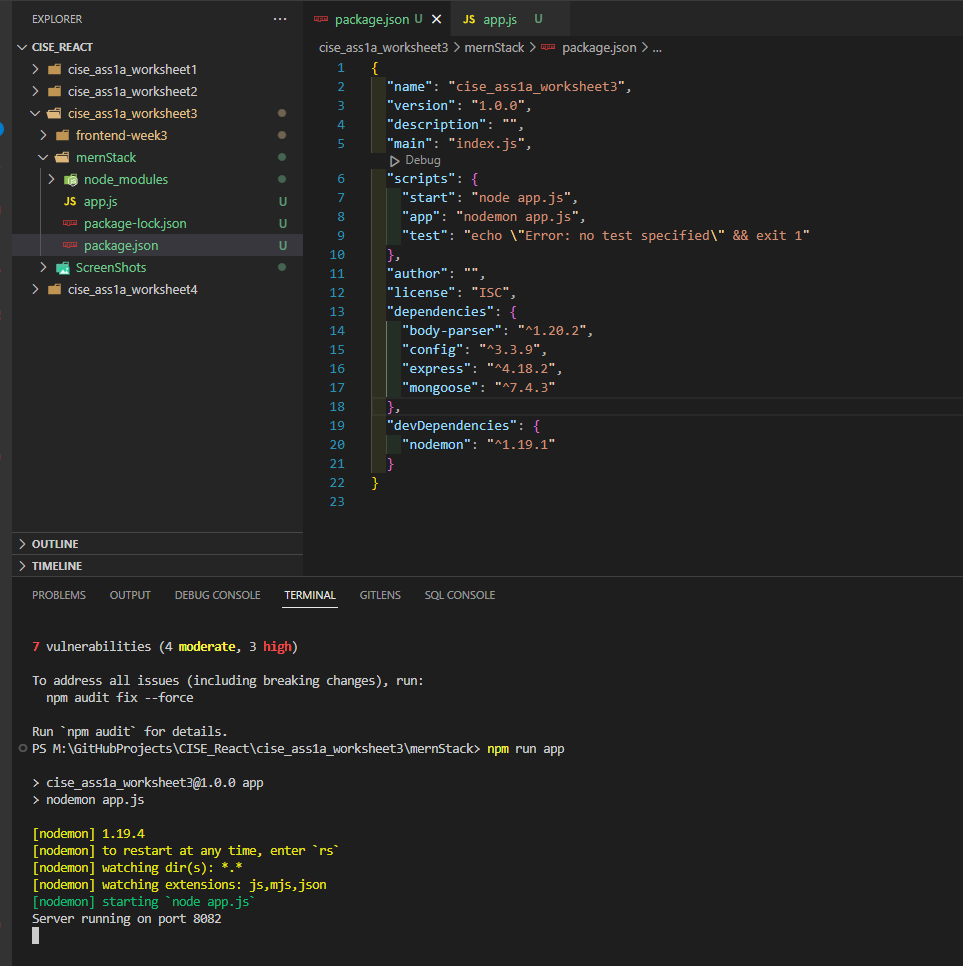 EXPLORER ···
CISE_REACT
cise_ass1a_worksheet1
cise_ass1a_worksheet2
cise_ass1a_worksheet3
frontend-week3
mernStack
node_modules
JS app.js U
package-lock.json U
package.json U
ScreenShots
cise_ass1a_worksheet4
OUTLINE
TIMELINE
package.json U × JS app.js U
cise_ass1a_worksheet3 > mernStack > package.json > ...
1 {
2 "name": "cise_ass1a_worksheet3",
3 "version": "1.0.0",
4 "description": "",
5 "main": "index.js",
Debug
6 "scripts": {
7 "start": "node app.js",
8 "app": "nodemon app.js",
9 "test": "echo \"Error: no test specified\" && exit 1"
10 },
11 "author": "",
12 "license": "ISC",
13 "dependencies": {
14 "body-parser": "^1.20.2",
15 "config": "^3.3.9",
16 "express": "^4.18.2",
17 "mongoose": "^7.4.3"
18 },
19 "devDependencies": {
20 "nodemon": "^1.19.1"
21 }
22 }
23
PROBLEMS OUTPUT DEBUG CONSOLE TERMINAL GITLENS SQL CONSOLE
7 vulnerabilities (4 moderate, 3 high)
To address all issues (including breaking changes), run:
npm audit fix --force
Run `npm audit` for details.
PS M:\GitHubProjects\CISE_React\cise_ass1a_worksheet3\mernStack> npm run app
> cise_ass1a_worksheet3@1.0.0 app
> nodemon app.js
[nodemon] 1.19.4
[nodemon] to restart at any time, enter `rs`
[nodemon] watching dir(s): *.*
[nodemon] watching extensions: js,mjs,json
[nodemon] starting `node app.js`
Server running on port 8082